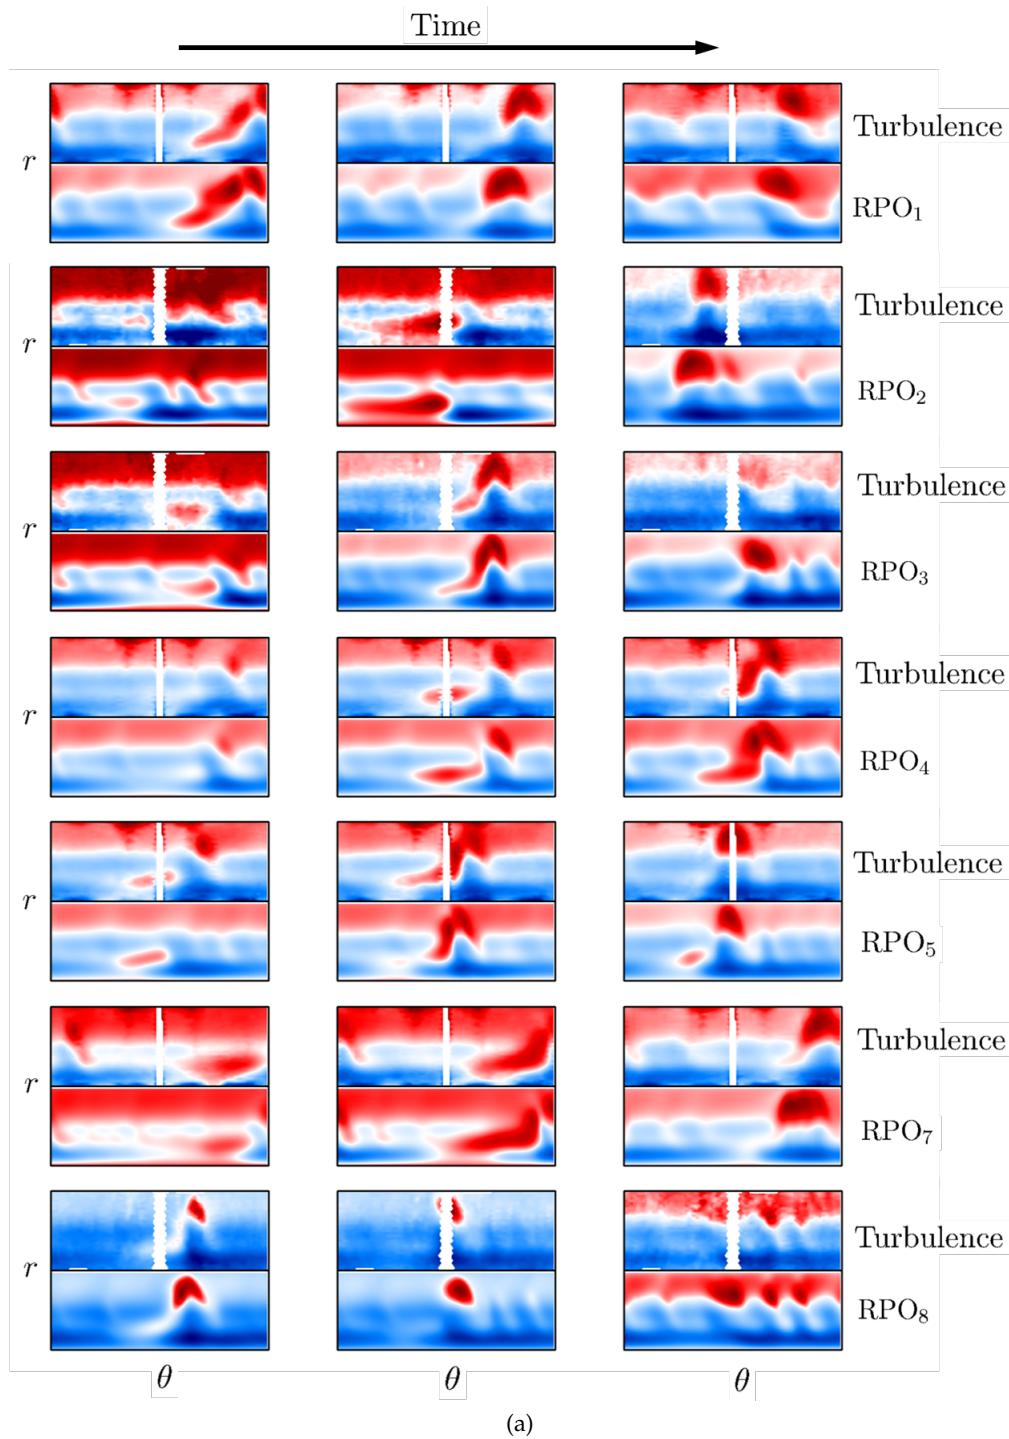 Time
Turbulence
r
RPO₁
Turbulence
r
RPO₂
Turbulence
r
RPO₃
Turbulence
r
RPO₄
Turbulence
r
RPO₅
Turbulence
r
RPO₇
Turbulence
r
RPO₈
θ θ θ
(a)